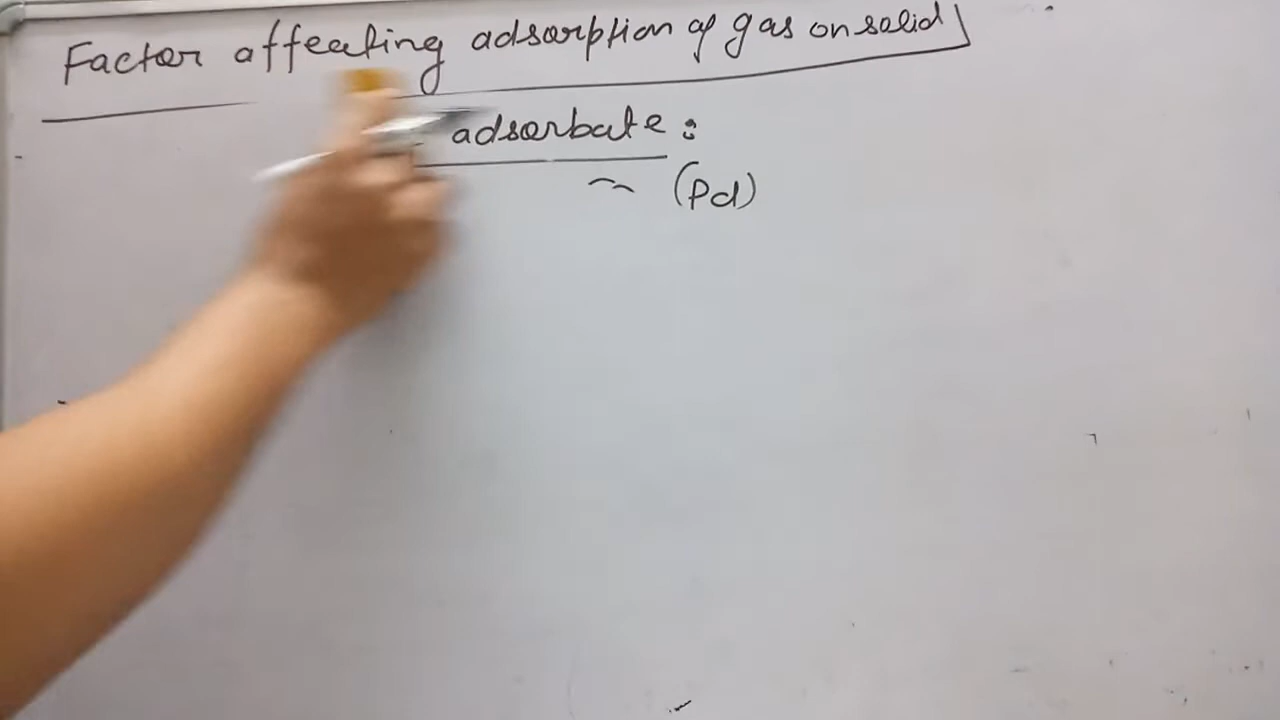 Factor affecting adsorption of gas on solid
adsorbate :
(Pd)